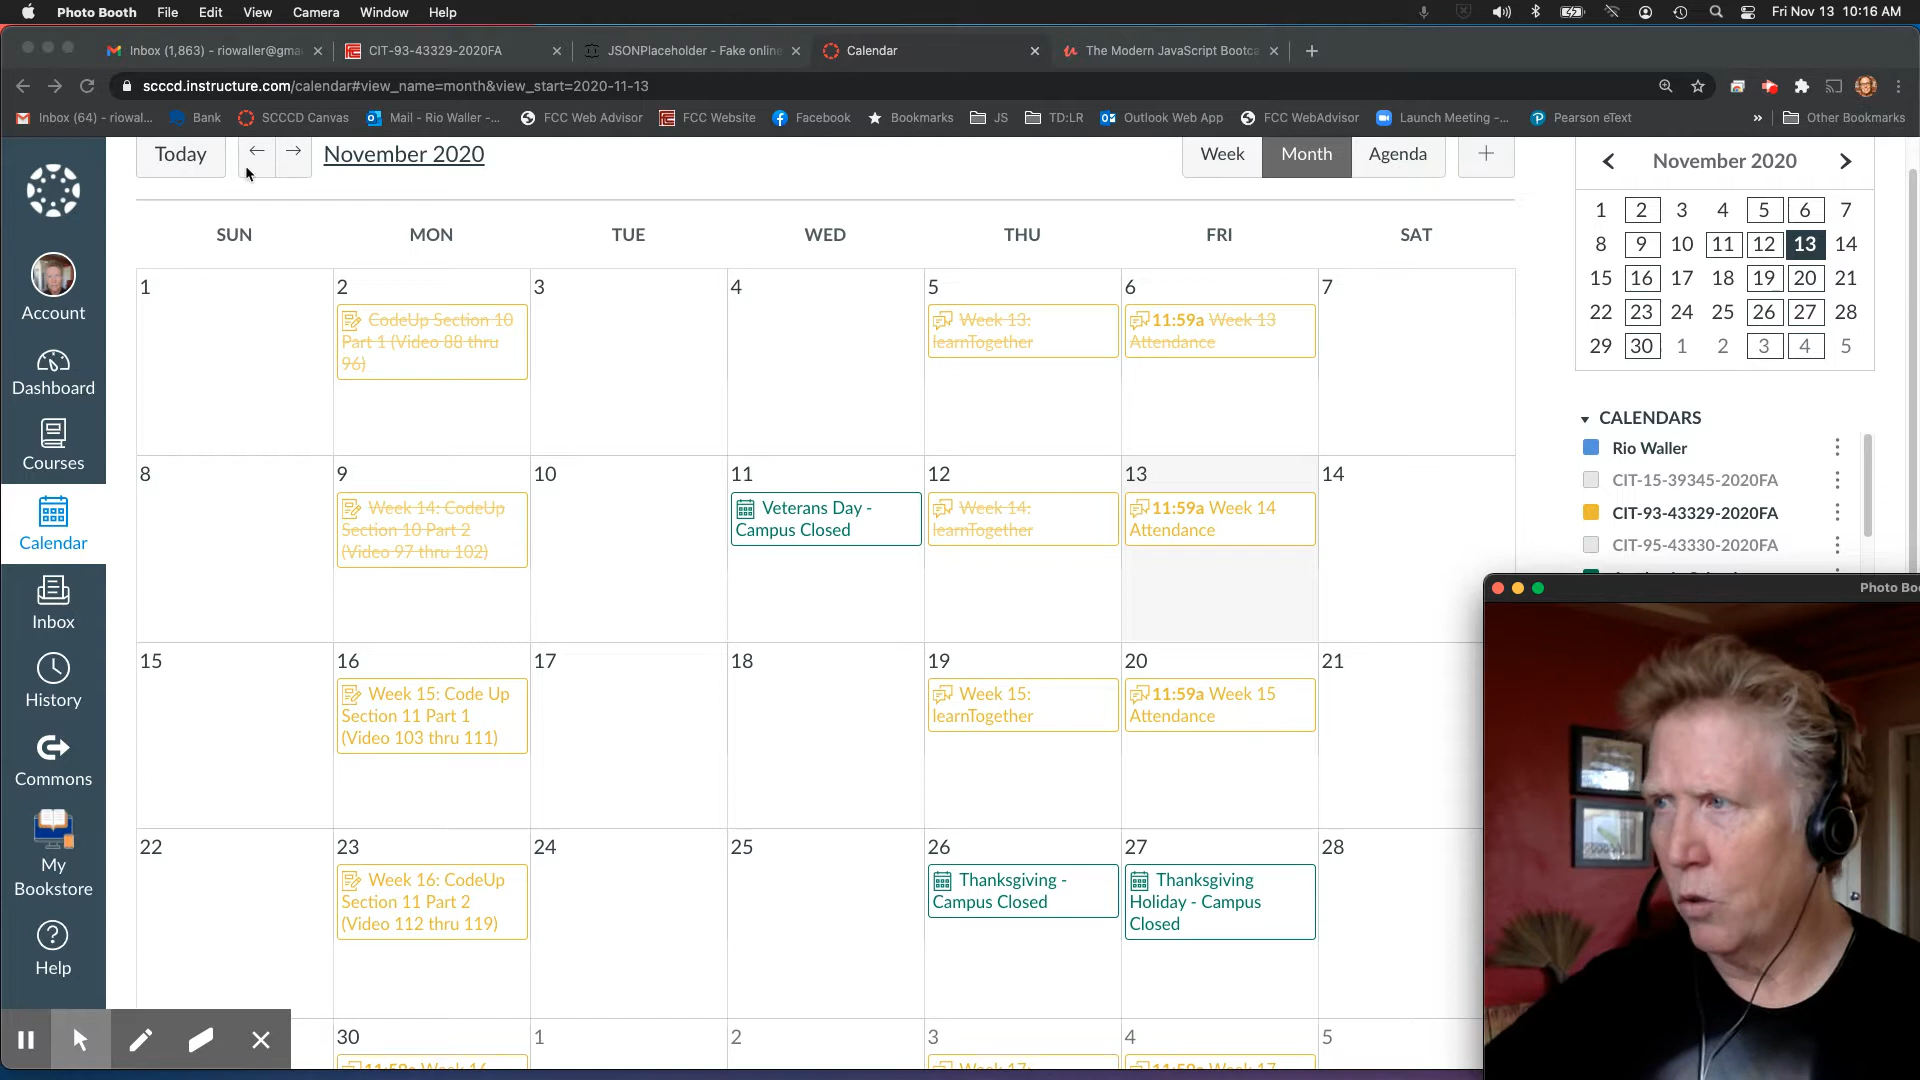 Photo Booth File Edit View Camera Window Help Fri Nov 13 10:16 AM
Inbox (1,863) - riowaller@gma CIT-93-43329-2020FA JSONPlaceholder - Fake online Calendar The Modern JavaScript Bootca
scccd.instructure.com/calendar#view_name=month&view_start=2020-11-13
Inbox (64) - riowal... Bank SCCCD Canvas Mail - Rio Waller -... FCC Web Advisor FCC Website Facebook Bookmarks JS TD:LR Outlook Web App FCC WebAdvisor Launch Meeting -... Pearson eText » Other Bookmarks
Today November 2020 Week Month Agenda
SUN MON TUE WED THU FRI SAT
1 2 3 4 5 6 7
CodeUp Section 10
Part 1 (Video 88 thru
96)
Week 13:
learnTogether
11:59a Week 13
Attendance
8 9 10 11 12 13 14
Week 14: CodeUp
Section 10 Part 2
(Video 97 thru 102)
Veterans Day -
Campus Closed
Week 14:
learnTogether
11:59a Week 14
Attendance
15 16 17 18 19 20 21
Week 15: Code Up
Section 11 Part 1
(Video 103 thru 111)
Week 15:
learnTogether
11:59a Week 15
Attendance
22 23 24 25 26 27 28
Week 16: CodeUp
Section 11 Part 2
(Video 112 thru 119)
Thanksgiving -
Campus Closed
Thanksgiving
Holiday - Campus
Closed
30 1 2 3 4 5
11:59a Week 16
Week 17:
11:59a Week 17
Account
Dashboard
Courses
Calendar
Inbox
History
Commons
My
Bookstore
Help
November 2020
1 2 3 4 5 6 7
8 9 10 11 12 13 14
15 16 17 18 19 20 21
22 23 24 25 26 27 28
29 30 1 2 3 4 5
CALENDARS
Rio Waller
CIT-15-39345-2020FA
CIT-93-43329-2020FA
CIT-95-43330-2020FA
Photo Boo